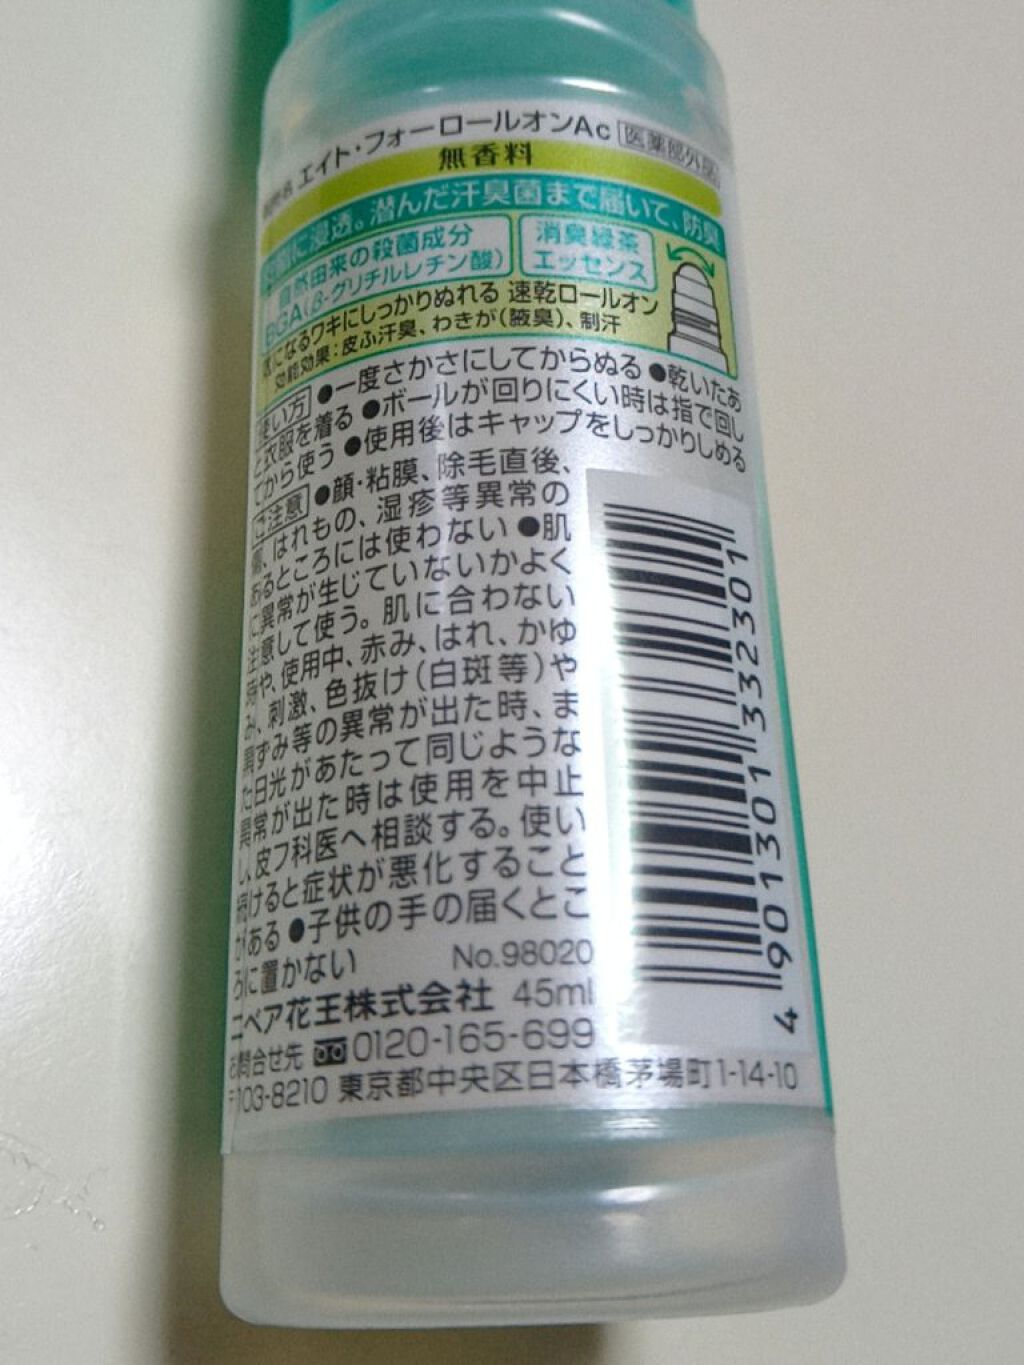 エイト・フォーロールオンAc 医薬部外品
無香料
に浸透。潜んだ汗臭菌まで届いて、防臭
自然由来の殺菌成分
BGA(β-グリチルレチン酸)
消臭緑茶
エッセンス
気になるワキにしっかりぬれる 速乾ロールオン
効能効果:皮ふ汗臭、わきが(腋臭)、制汗
使い方 ●一度さかさにしてからぬる ●乾いたあ
と衣服を着る ●ボールが回りにくい時は指で回し
てから使う ●使用後はキャップをしっかりしめる
ご注意 ●顔・粘膜、除毛直後、
傷、はれもの、湿疹等異常の
あるところには使わない ●肌
に異常が生じていないかよく
注意して使う。肌に合わない
時や、使用中、赤み、はれ、かゆ
み、刺激、色抜け(白斑等)や
黒ずみ等の異常が出た時、ま
た日光があたって同じような
異常が出た時は使用を中止
し、皮フ科医へ相談する。使い
続けると症状が悪化すること
がある ●子供の手の届くとこ
ろに置かない
No.98020
ニベア花王株式会社 45ml
お問合せ先 0120-165-699
〒103-8210 東京都中央区日本橋茅場町1-14-10
4 901301 332301